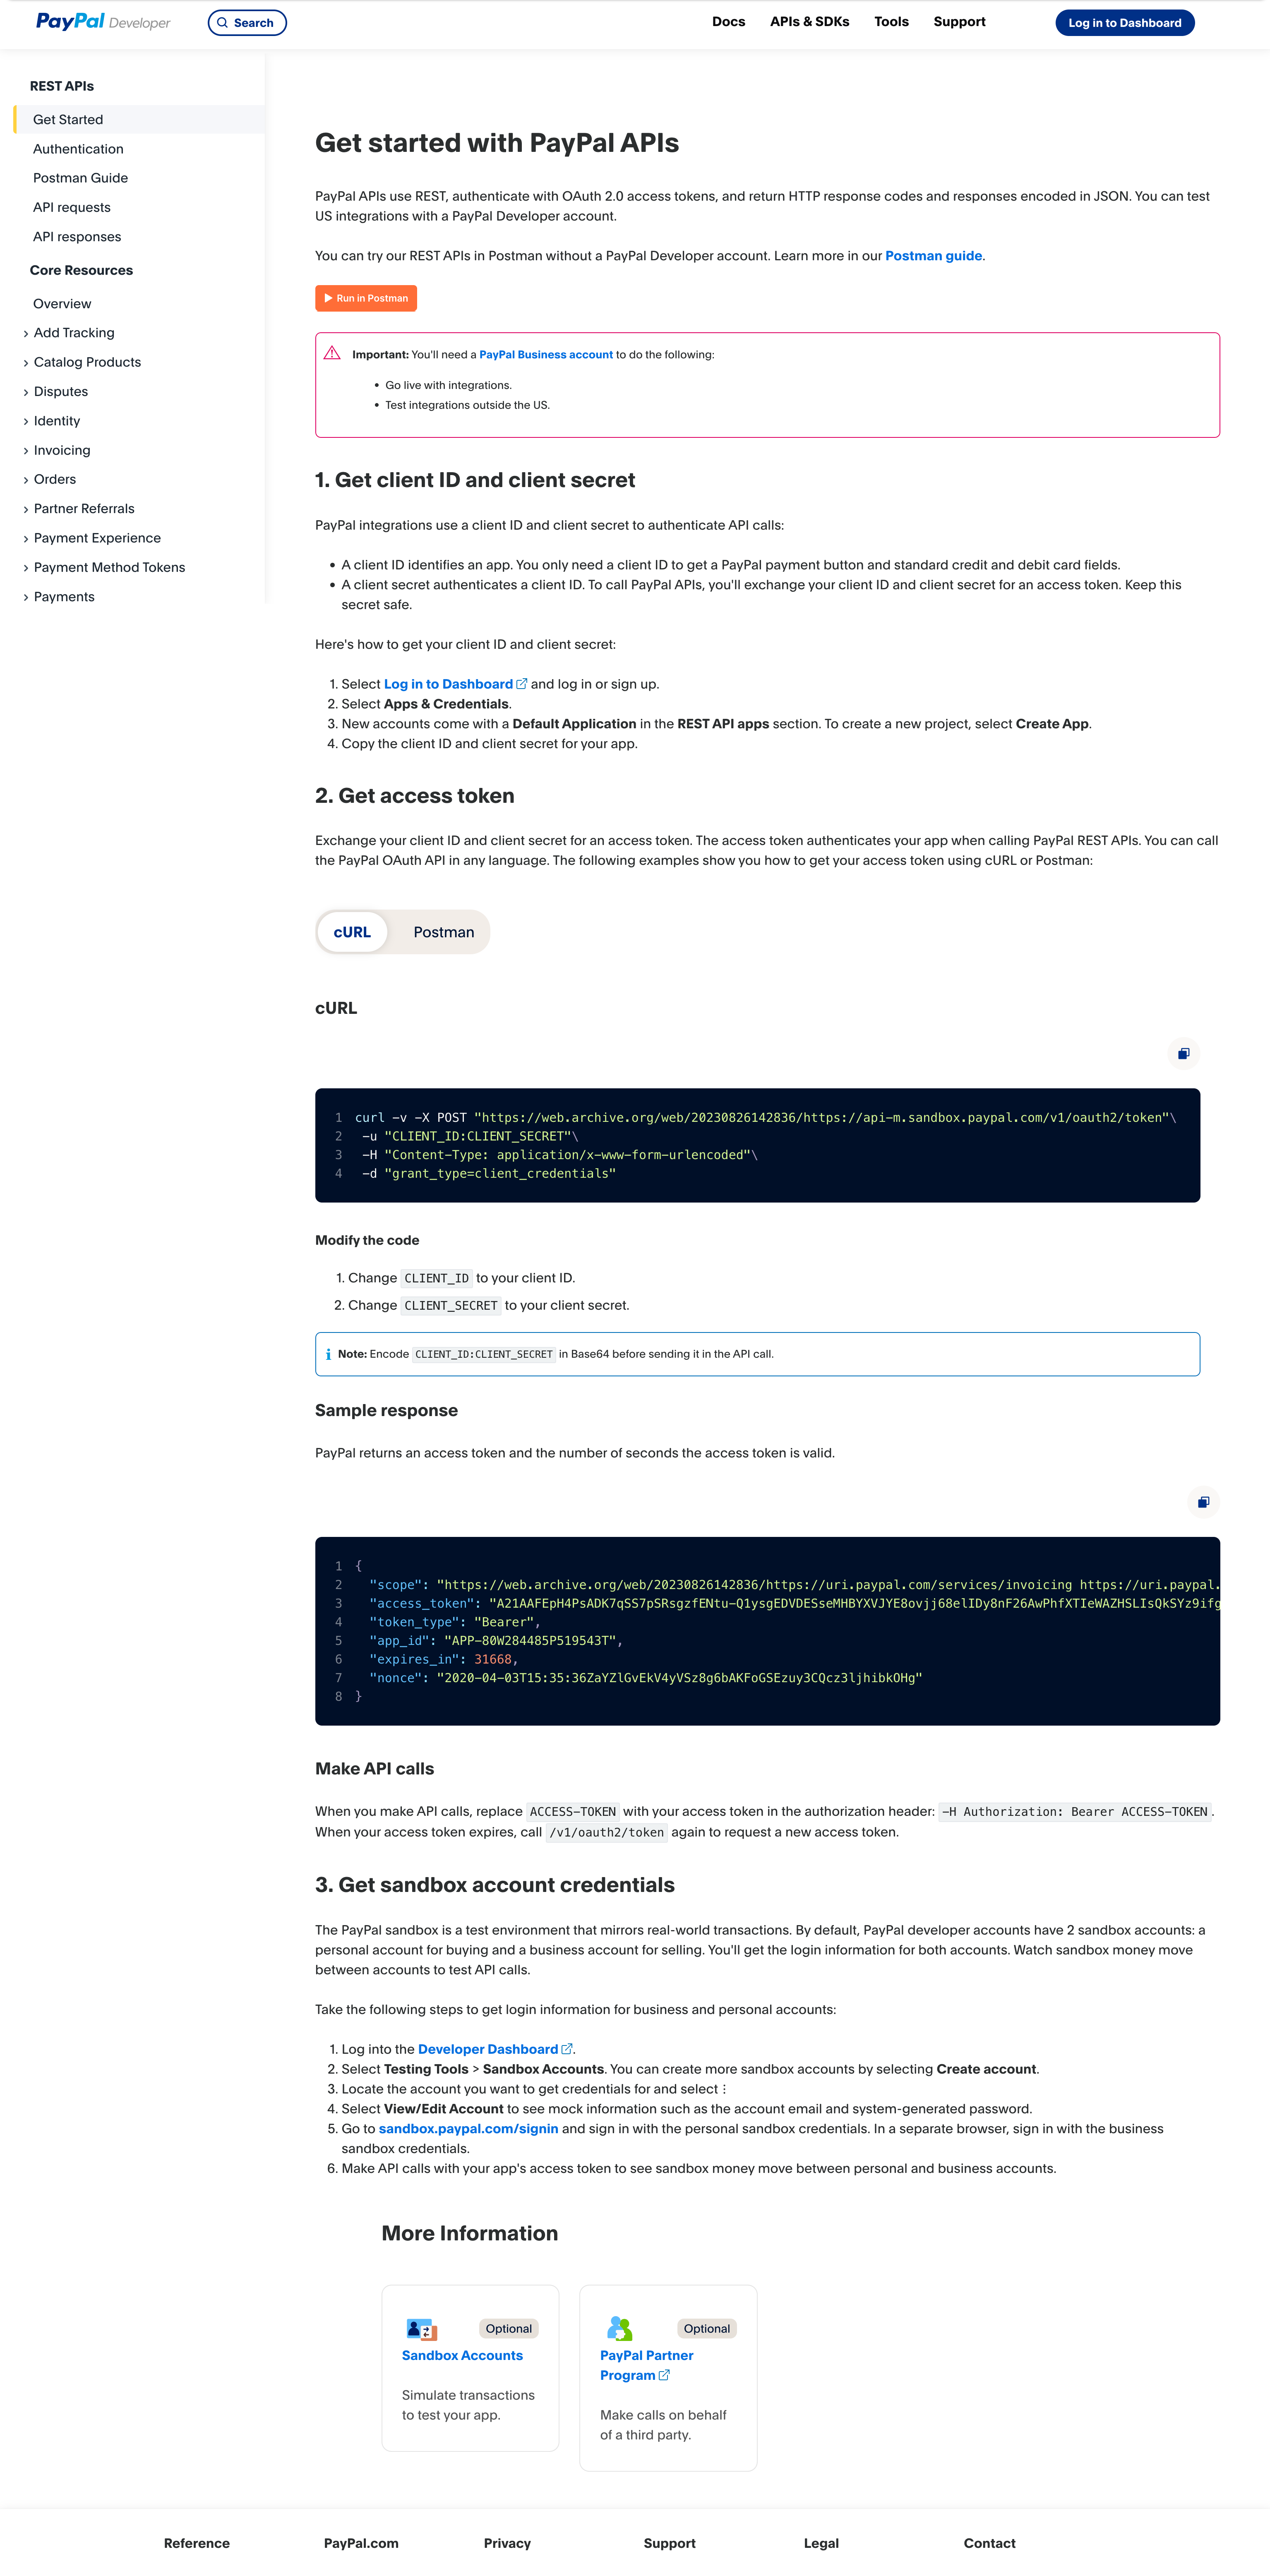 PayPal Developer
Search
Docs
APIs & SDKs
Tools
Support
Log in to Dashboard
REST APIs
Get Started
Authentication
Postman Guide
API requests
API responses
Core Resources
Overview
Add Tracking
Catalog Products
Disputes
Identity
Invoicing
Orders
Partner Referrals
Payment Experience
Payment Method Tokens
Payments
Get started with PayPal APIs
PayPal APIs use REST, authenticate with OAuth 2.0 access tokens, and return HTTP response codes and responses encoded in JSON. You can test
US integrations with a PayPal Developer account.
You can try our REST APIs in Postman without a PayPal Developer account. Learn more in our Postman guide.
Run in Postman
Important: You'll need a PayPal Business account to do the following:
• Go live with integrations.
• Test integrations outside the US.
1. Get client ID and client secret
PayPal integrations use a client ID and client secret to authenticate API calls:
• A client ID identifies an app. You only need a client ID to get a PayPal payment button and standard credit and debit card fields.
• A client secret authenticates a client ID. To call PayPal APIs, you'll exchange your client ID and client secret for an access token. Keep this
secret safe.
Here's how to get your client ID and client secret:
1. Select Log in to Dashboard and log in or sign up.
2. Select Apps & Credentials.
3. New accounts come with a Default Application in the REST API apps section. To create a new project, select Create App.
4. Copy the client ID and client secret for your app.
2. Get access token
Exchange your client ID and client secret for an access token. The access token authenticates your app when calling PayPal REST APIs. You can call
the PayPal OAuth API in any language. The following examples show you how to get your access token using cURL or Postman:
cURL
Postman
cURL
1 curl -v -X POST "https://web.archive.org/web/20230826142836/https://api-m.sandbox.paypal.com/v1/oauth2/token"\
2 -u "CLIENT_ID:CLIENT_SECRET"\
3 -H "Content-Type: application/x-www-form-urlencoded"\
4 -d "grant_type=client_credentials"
Modify the code
1. Change CLIENT_ID to your client ID.
2. Change CLIENT_SECRET to your client secret.
Note: Encode CLIENT_ID:CLIENT_SECRET in Base64 before sending it in the API call.
Sample response
PayPal returns an access token and the number of seconds the access token is valid.
1 {
2 "scope": "https://web.archive.org/web/20230826142836/https://uri.paypal.com/services/invoicing https://uri.paypal.
3 "access_token": "A21AAFEpH4PsADK7qSS7pSRsgzfENtu-Q1ysgEDVDESseMHBYXVJYE8ovjj68elIDy8nF26AwPhfXTIeWAZHSLIsQkSYz9ifg
4 "token_type": "Bearer",
5 "app_id": "APP-80W284485P519543T",
6 "expires_in": 31668,
7 "nonce": "2020-04-03T15:35:36ZaYZlGvEkV4yVSz8g6bAKFoGSEzuy3CQcz3ljhibkOHg"
8 }
Make API calls
When you make API calls, replace ACCESS-TOKEN with your access token in the authorization header: -H Authorization: Bearer ACCESS-TOKEN.
When your access token expires, call /v1/oauth2/token again to request a new access token.
3. Get sandbox account credentials
The PayPal sandbox is a test environment that mirrors real-world transactions. By default, PayPal developer accounts have 2 sandbox accounts: a
personal account for buying and a business account for selling. You'll get the login information for both accounts. Watch sandbox money move
between accounts to test API calls.
Take the following steps to get login information for business and personal accounts:
1. Log into the Developer Dashboard.
2. Select Testing Tools > Sandbox Accounts. You can create more sandbox accounts by selecting Create account.
3. Locate the account you want to get credentials for and select ⋮
4. Select View/Edit Account to see mock information such as the account email and system-generated password.
5. Go to sandbox.paypal.com/signin and sign in with the personal sandbox credentials. In a separate browser, sign in with the business
sandbox credentials.
6. Make API calls with your app's access token to see sandbox money move between personal and business accounts.
More Information
Optional
Sandbox Accounts
Simulate transactions
to test your app.
Optional
PayPal Partner
Program
Make calls on behalf
of a third party.
Reference
PayPal.com
Privacy
Support
Legal
Contact